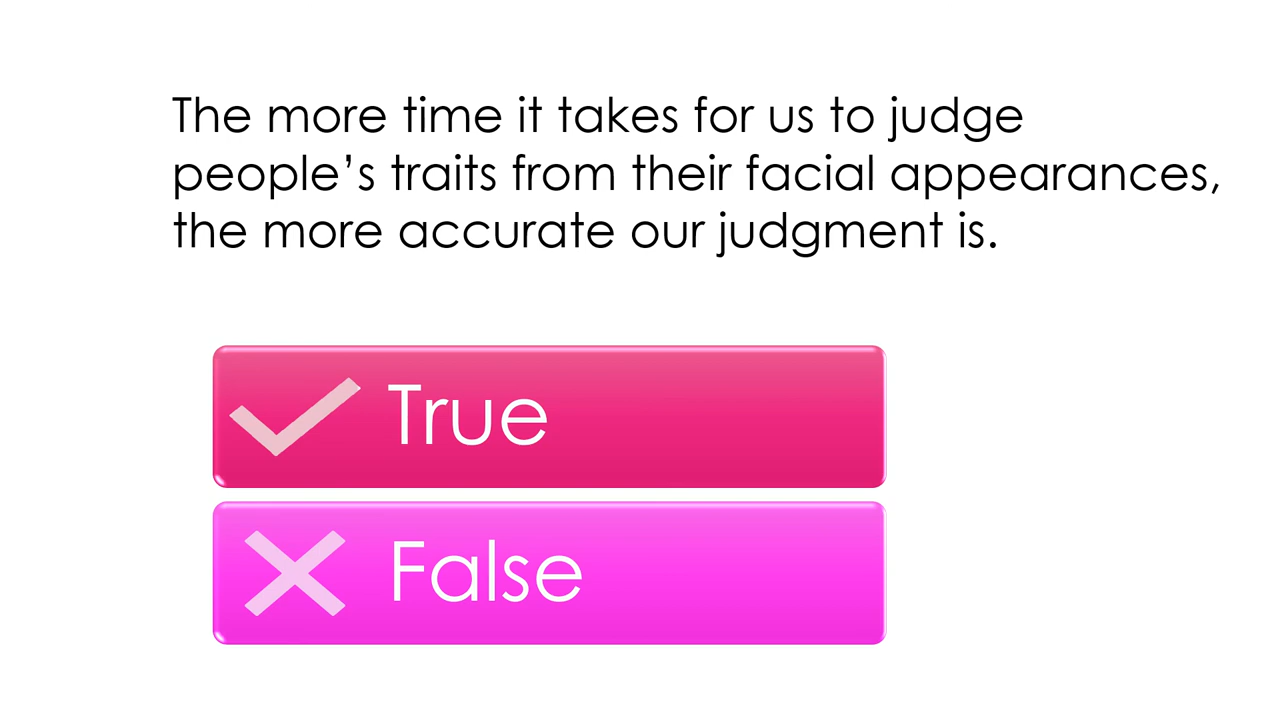 The more time it takes for us to judge
people’s traits from their facial appearances,
the more accurate our judgment is.
True
False